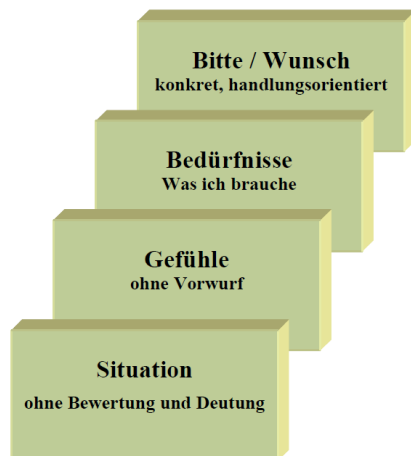 Bitte / Wunsch
konkret, handlungsorientiert
Bedürfnisse
Was ich brauche
Gefühle
ohne Vorwurf
Situation
ohne Bewertung und Deutung